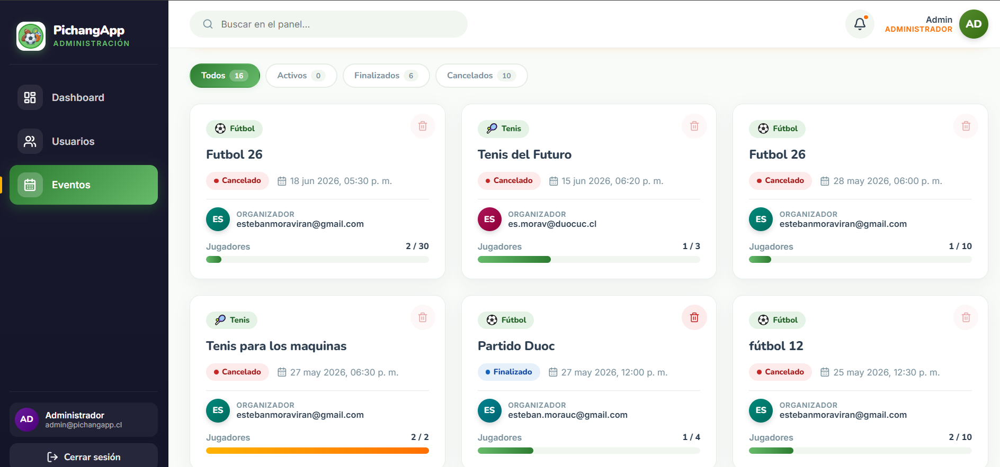 PichangApp
ADMINISTRACIÓN
Dashboard
Usuarios
Eventos
AD
Administrador
admin@pichangapp.cl
Cerrar sesión
Buscar en el panel...
Admin
ADMINISTRADOR
AD
Todos 16
Activos 0
Finalizados 6
Cancelados 10
Fútbol
Futbol 26
Cancelado 18 jun 2026, 05:30 p. m.
ES
ORGANIZADOR
estebanmoraviran@gmail.com
Jugadores 2 / 30
Tenis
Tenis del Futuro
Cancelado 15 jun 2026, 06:20 p. m.
ES
ORGANIZADOR
es.morav@duocuc.cl
Jugadores 1 / 3
Fútbol
Futbol 26
Cancelado 28 may 2026, 06:00 p. m.
ES
ORGANIZADOR
estebanmoraviran@gmail.com
Jugadores 1 / 10
Tenis
Tenis para los maquinas
Cancelado 27 may 2026, 06:30 p. m.
ES
ORGANIZADOR
estebanmoraviran@gmail.com
Jugadores 2 / 2
Fútbol
Partido Duoc
Finalizado 27 may 2026, 12:00 p. m.
ES
ORGANIZADOR
esteban.morauc@gmail.com
Jugadores 1 / 4
Fútbol
fútbol 12
Cancelado 25 may 2026, 12:30 p. m.
ES
ORGANIZADOR
estebanmoraviran@gmail.com
Jugadores 2 / 10